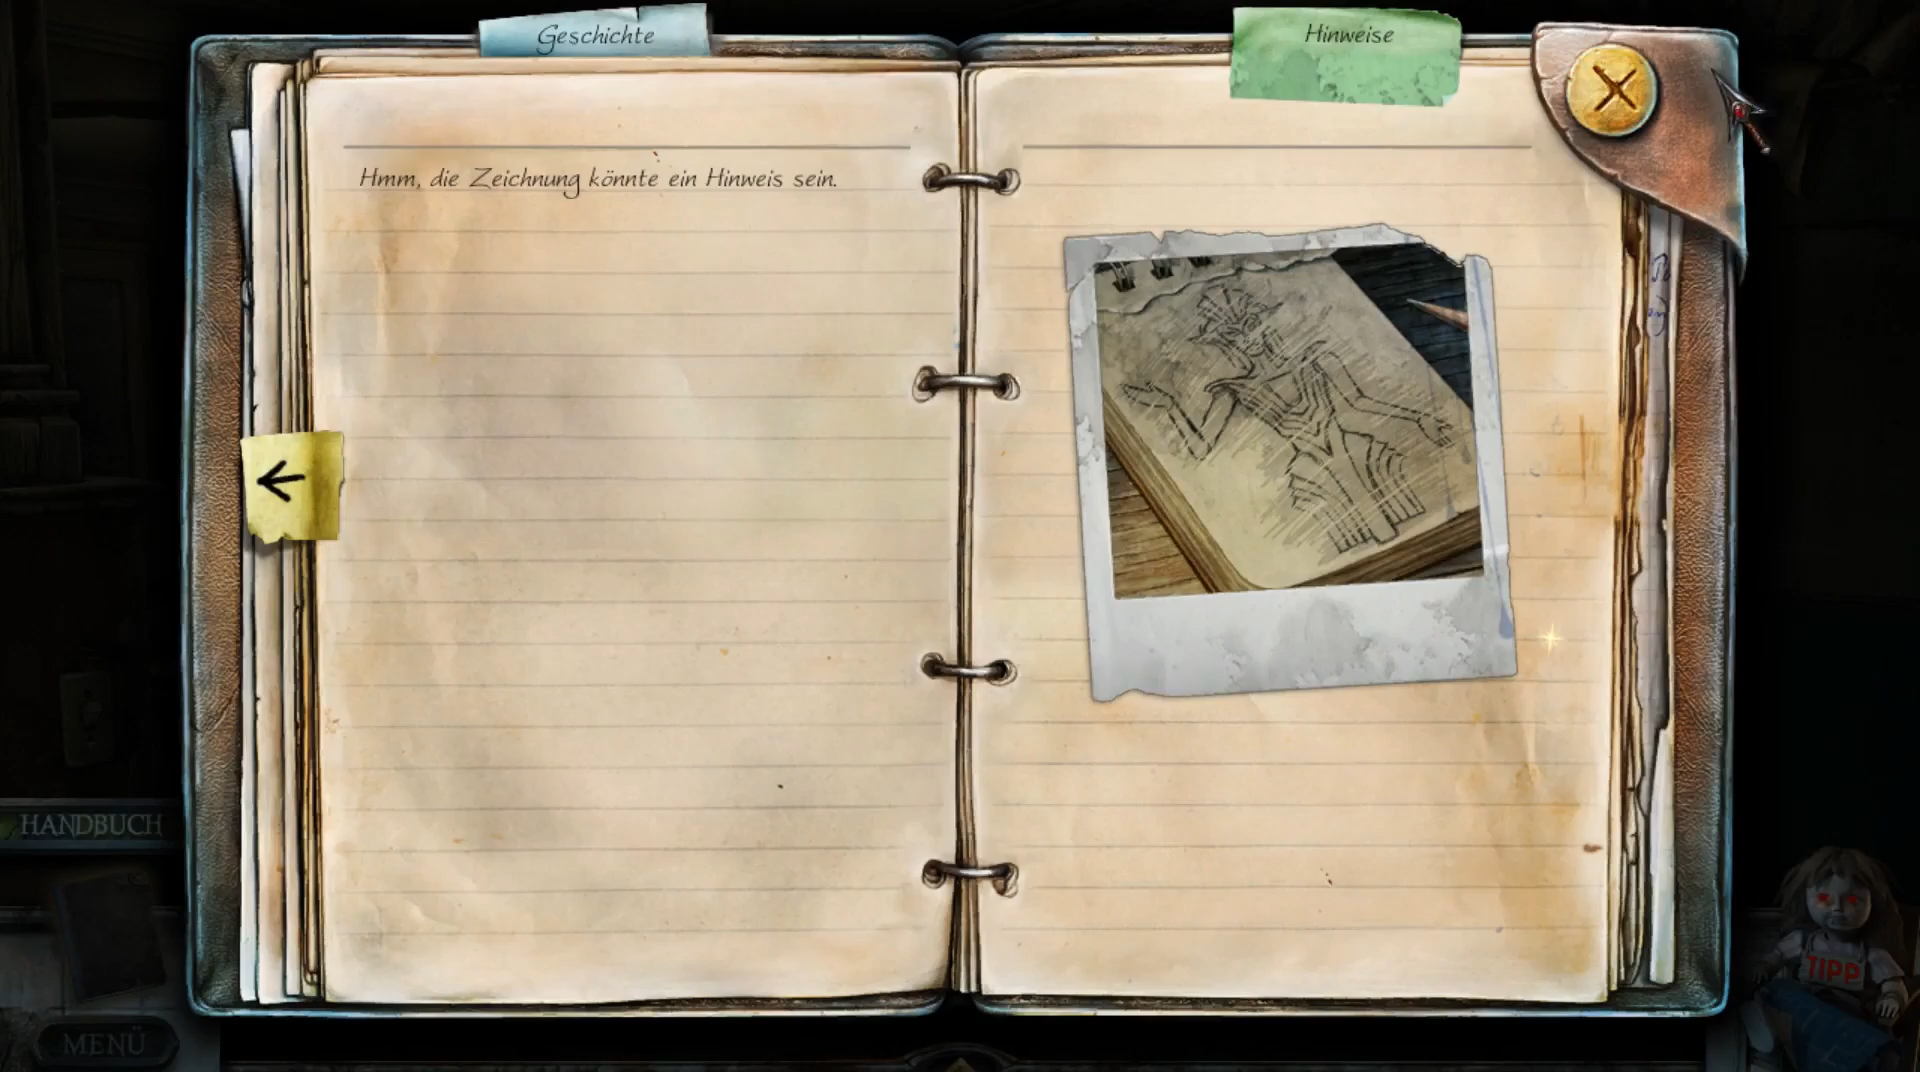 Geschichte
Hinweise
Hmm, die Zeichnung könnte ein Hinweis sein.
HANDBUCH
TIPP
MENÜ